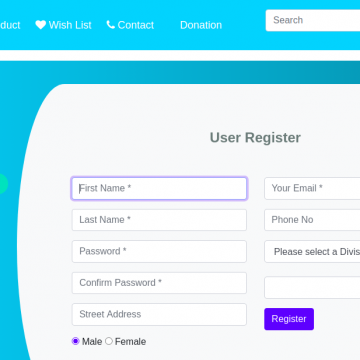 duct Wish List Contact Donation Search
User Register
First Name * Your Email *
Last Name * Phone No
Password * Please select a Divis
Confirm Password *
Street Address Register
Male Female